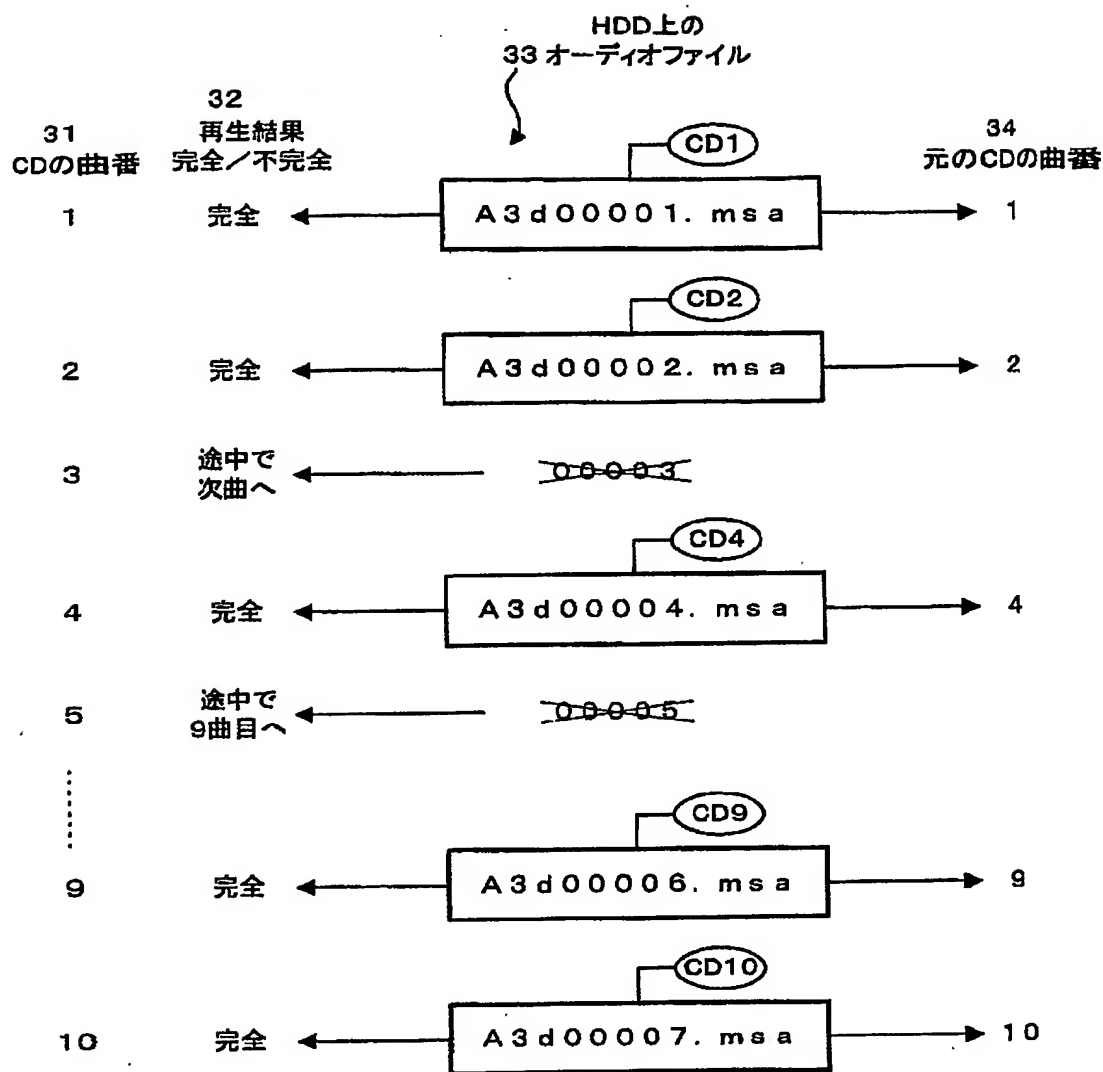 HDD上の
33 オーディオファイル
31
CDの曲番
32
再生結果
完全/不完全
34
元のCDの曲番
CD1
1 完全 A3d00001. msa 1
CD2
2 完全 A3d00002. msa 2
3 途中で
次曲へ 00003
CD4
4 完全 A3d00004. msa 4
5 途中で
9曲目へ 00005
CD9
9 完全 A3d00006. msa 9
CD10
10 完全 A3d00007. msa 10